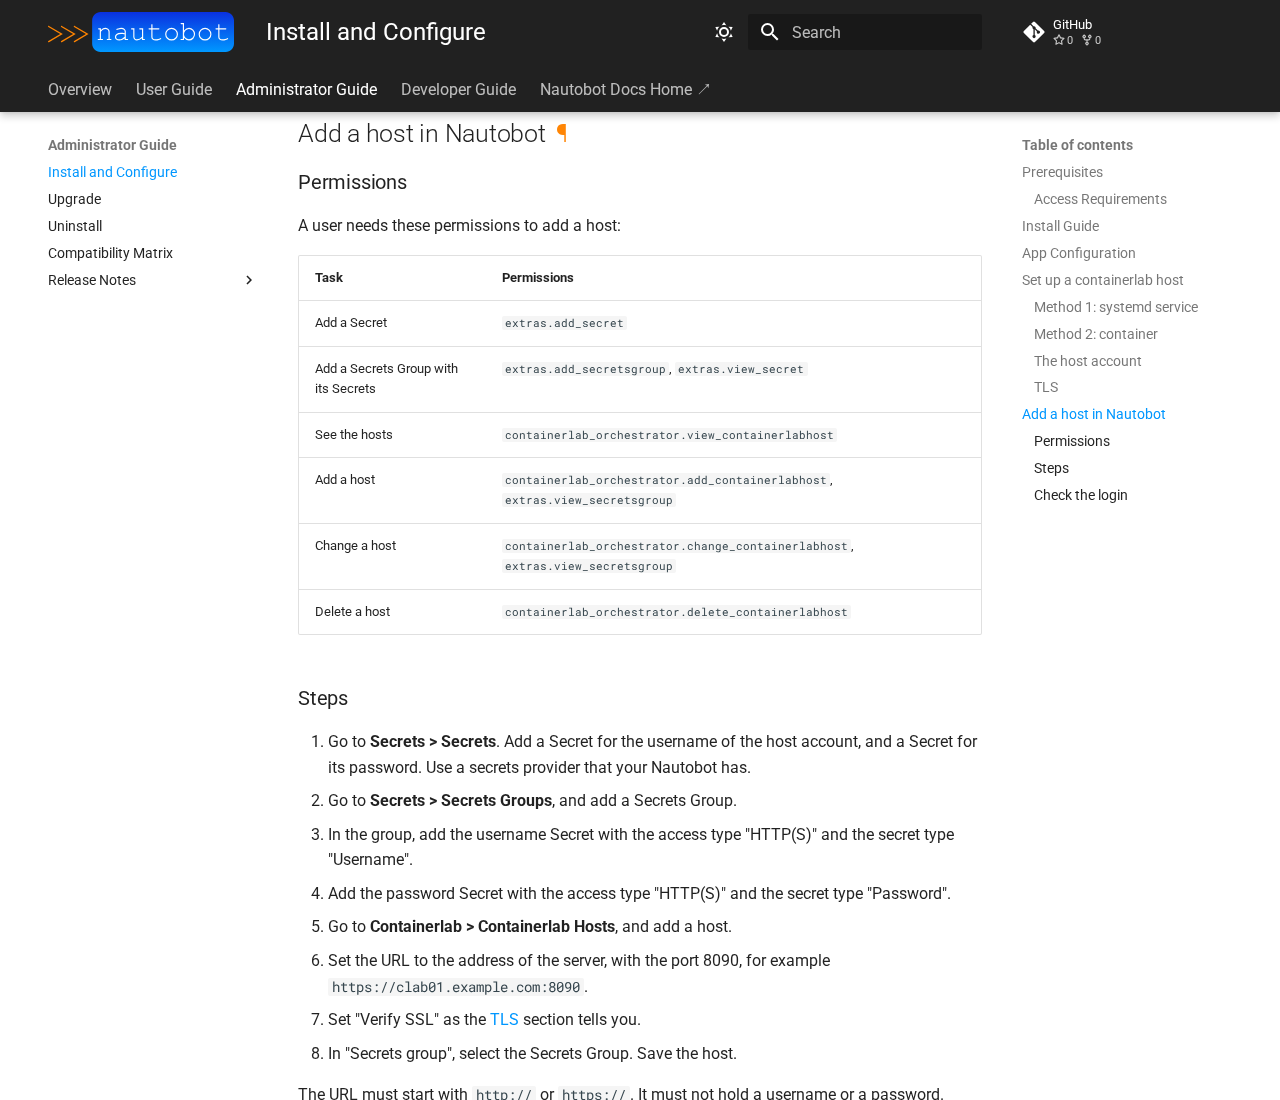 >>> nautobot
Install and Configure
Search
GitHub
0 0
Overview User Guide Administrator Guide Developer Guide Nautobot Docs Home ↗
Administrator Guide
Install and Configure
Upgrade
Uninstall
Compatibility Matrix
Release Notes
Add a host in Nautobot ¶
Permissions
A user needs these permissions to add a host:
Task Permissions
Add a Secret extras.add_secret
Add a Secrets Group with extras.add_secretsgroup, extras.view_secret
its Secrets
See the hosts containerlab_orchestrator.view_containerlabhost
Add a host containerlab_orchestrator.add_containerlabhost,
extras.view_secretsgroup
Change a host containerlab_orchestrator.change_containerlabhost,
extras.view_secretsgroup
Delete a host containerlab_orchestrator.delete_containerlabhost
Steps
1. Go to Secrets > Secrets. Add a Secret for the username of the host account, and a Secret for
its password. Use a secrets provider that your Nautobot has.
2. Go to Secrets > Secrets Groups, and add a Secrets Group.
3. In the group, add the username Secret with the access type "HTTP(S)" and the secret type
"Username".
4. Add the password Secret with the access type "HTTP(S)" and the secret type "Password".
5. Go to Containerlab > Containerlab Hosts, and add a host.
6. Set the URL to the address of the server, with the port 8090, for example
https://clab01.example.com:8090.
7. Set "Verify SSL" as the TLS section tells you.
8. In "Secrets group", select the Secrets Group. Save the host.
The URL must start with http:// or https://. It must not hold a username or a password.
Table of contents
Prerequisites
Access Requirements
Install Guide
App Configuration
Set up a containerlab host
Method 1: systemd service
Method 2: container
The host account
TLS
Add a host in Nautobot
Permissions
Steps
Check the login